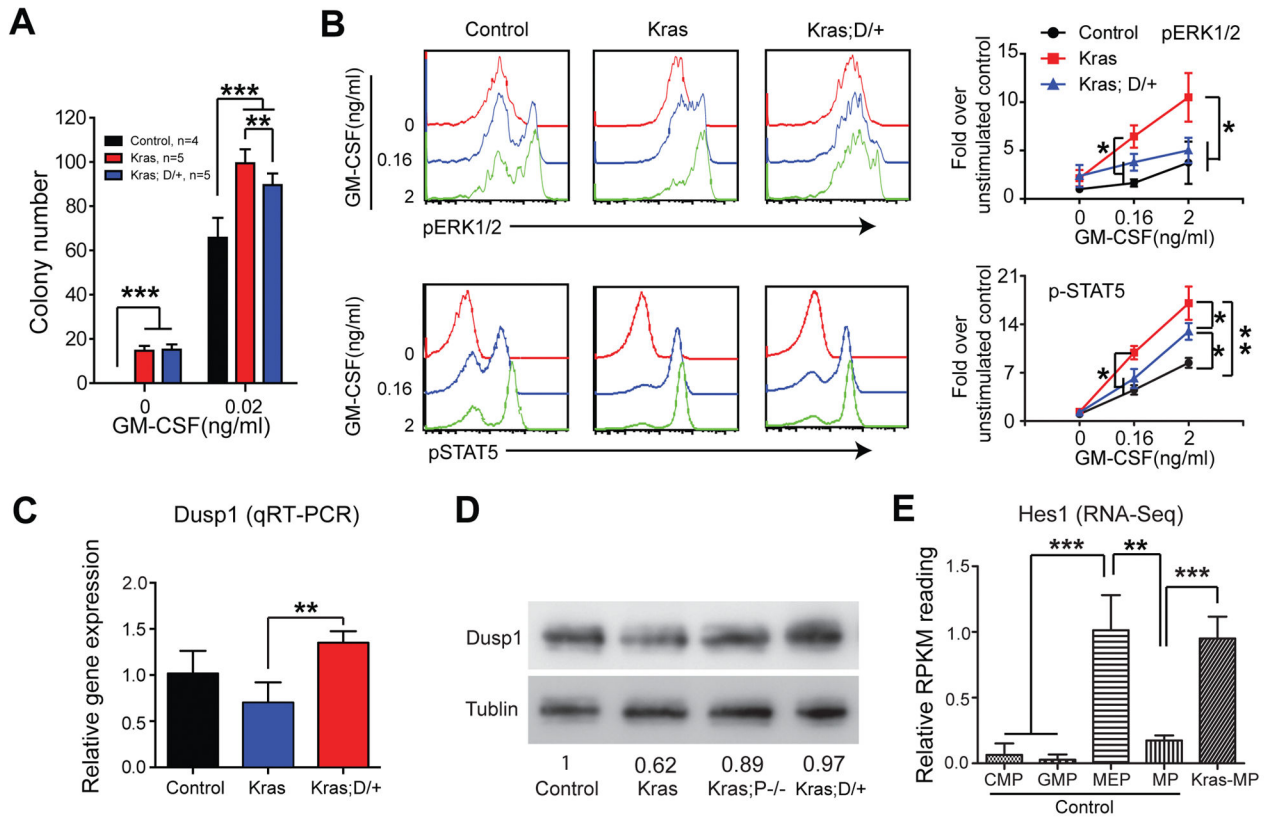 A
120
100
80
60
40
20
0
Colony number
***
***
**
Control, n=4
Kras, n=5
Kras; D/+, n=5
0 0.02
GM-CSF(ng/ml)
B
Control Kras Kras;D/+
GM-CSF(ng/ml)
0
0.16
2
pERK1/2
GM-CSF(ng/ml)
0
0.16
2
pSTAT5
Control pERK1/2
Kras
Kras; D/+
Fold over
unstimulated control
15
10
5
0
*
*
0 0.16 2
GM-CSF(ng/ml)
p-STAT5
Fold over
unstimulated control
21
14
7
0
*
*
*
**
0 0.16 2
GM-CSF(ng/ml)
C
Dusp1 (qRT-PCR)
Relative gene expression
2.0
1.5
1.0
0.5
0.0
**
Control Kras Kras;D/+
D
Dusp1
Tublin
1 0.62 0.89 0.97
Control Kras Kras;P-/- Kras;D/+
E
Hes1 (RNA-Seq)
Relative RPKM reading
1.5
1.0
0.5
0.0
*** **
***
CMP GMP MEP MP Kras-MP
Control